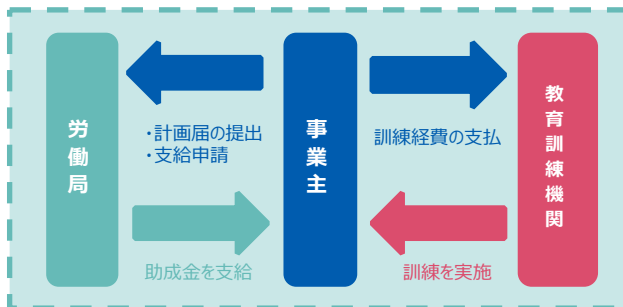 労働局
・計画届の提出
・支給申請
助成金を支給
事業主
訓練経費の支払
訓練を実施
教育訓練機関